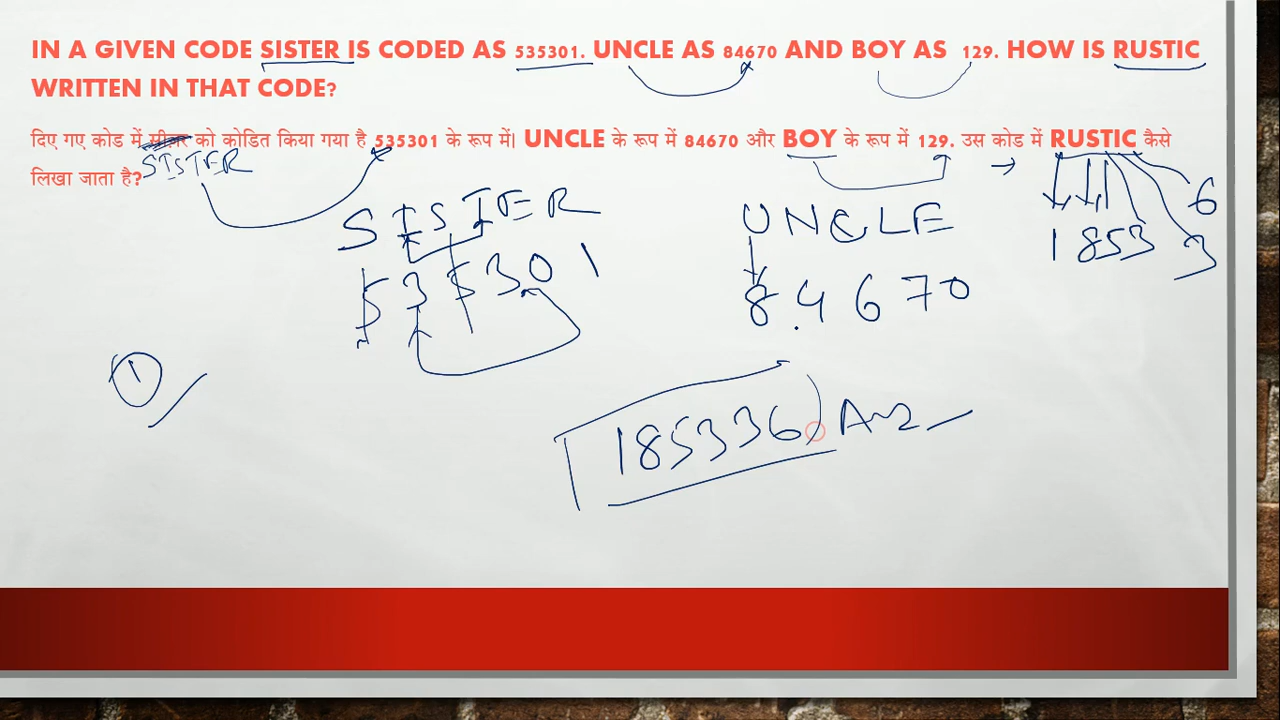 IN A GIVEN CODE SISTER IS CODED AS 535301. UNCLE AS 84670 AND BOY AS 129. HOW IS RUSTIC
WRITTEN IN THAT CODE?
दिए गए कोड में को कोडित किया गया है 535301 के रूप में| UNCLE के रूप में 84670 और BOY के रूप में 129. उस कोड में RUSTIC कैसे
लिखा जाता है? SISTER
SISTER
535301
UNCLE
84670
1853 3 6
1
185336 Ans